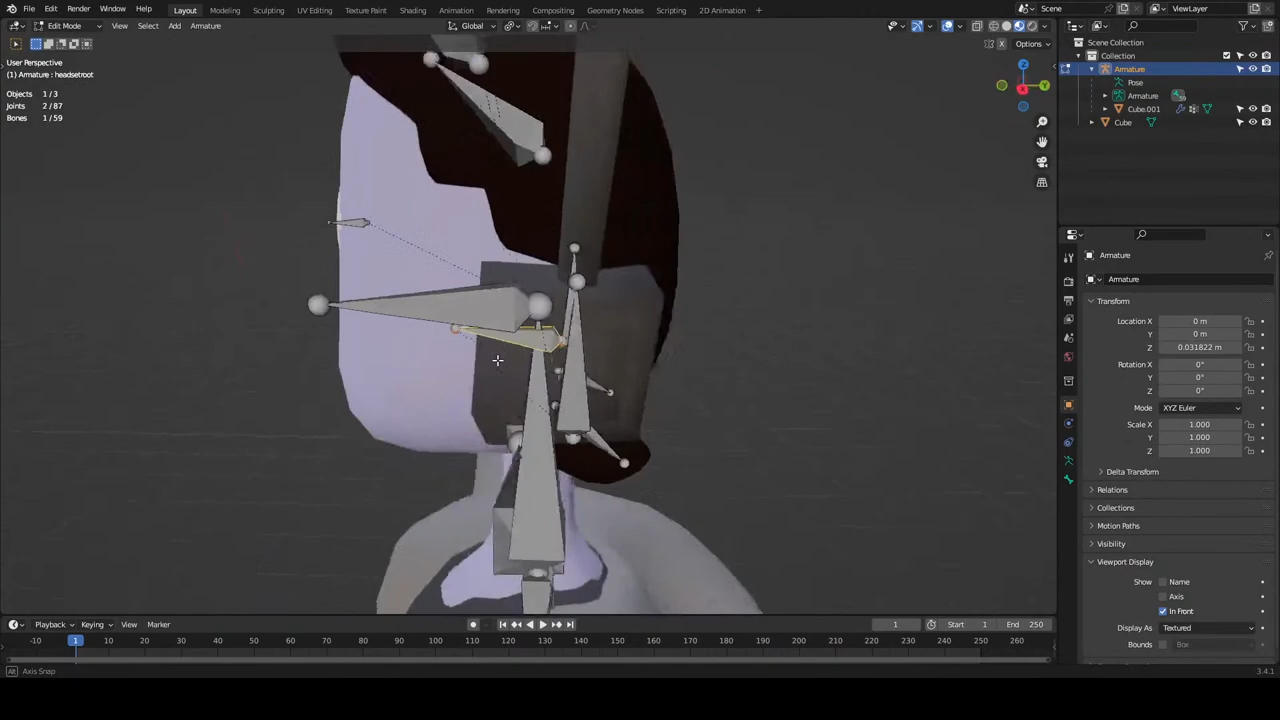 File Edit Render Window Help Layout Modeling Sculpting UV Editing Texture Paint Shading Animation Rendering Compositing Geometry Nodes Scripting 2D Animation + Scene ViewLayer
Edit Mode View Select Add Armature Global
X Options
User Perspective
(1) Armature : headsetroot
Objects 1 / 3
Joints 2 / 87
Bones 1 / 59
Z
X
Y
Scene Collection
Collection
Armature
Pose
Armature
Cube.001
Cube
Armature
Armature
Transform
Location X 0 m
Y 0 m
Z 0.031822 m
Rotation X 0°
Y 0°
Z 0°
Mode XYZ Euler
Scale X 1.000
Y 1.000
Z 1.000
Delta Transform
Relations
Collections
Motion Paths
Visibility
Viewport Display
Show Name
Axis
In Front
Display As Textured
Bounds Box
Playback Keying View Marker 1 Start 1 End 250
-10 1 10 20 30 40 50 60 70 80 90 100 110 120 130 140 150 160 170 180 190 200 210 220 230 240 250 260
Alt Axis Snap 3.4.1